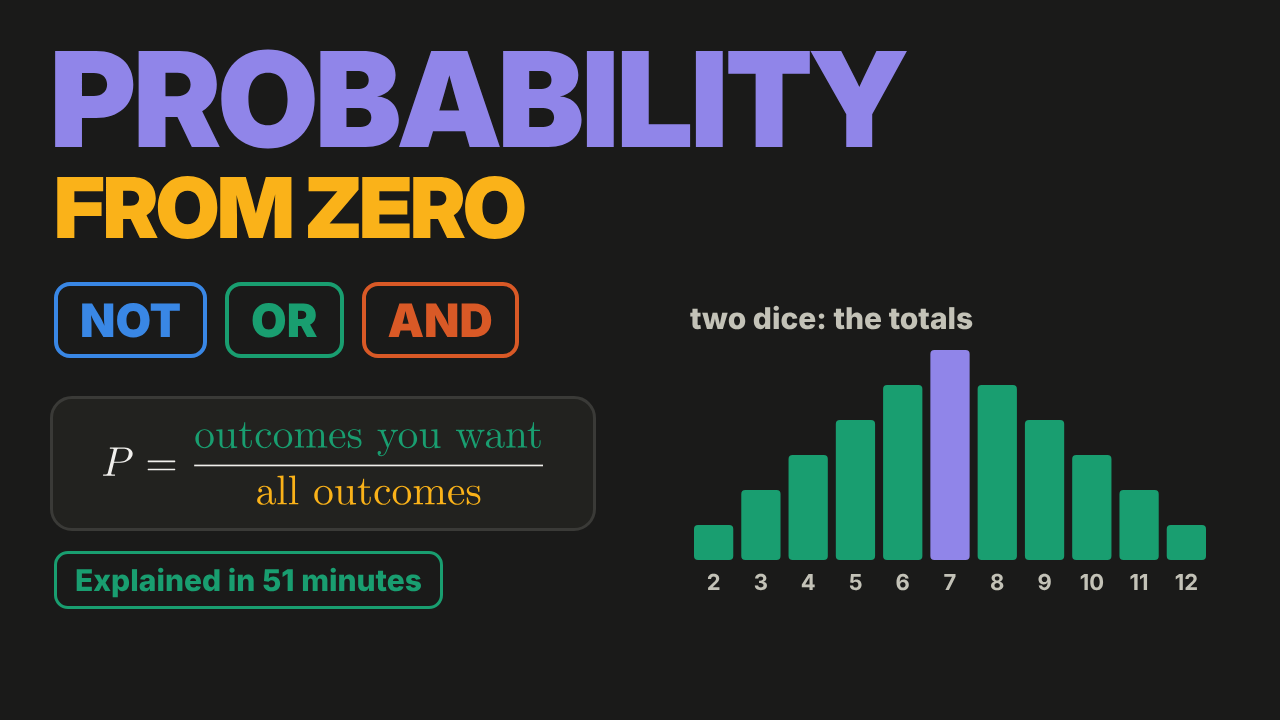 PROBABILITY
FROM ZERO
NOT OR AND
P = outcomes you want / all outcomes
Explained in 51 minutes
two dice: the totals
2 3 4 5 6 7 8 9 10 11 12